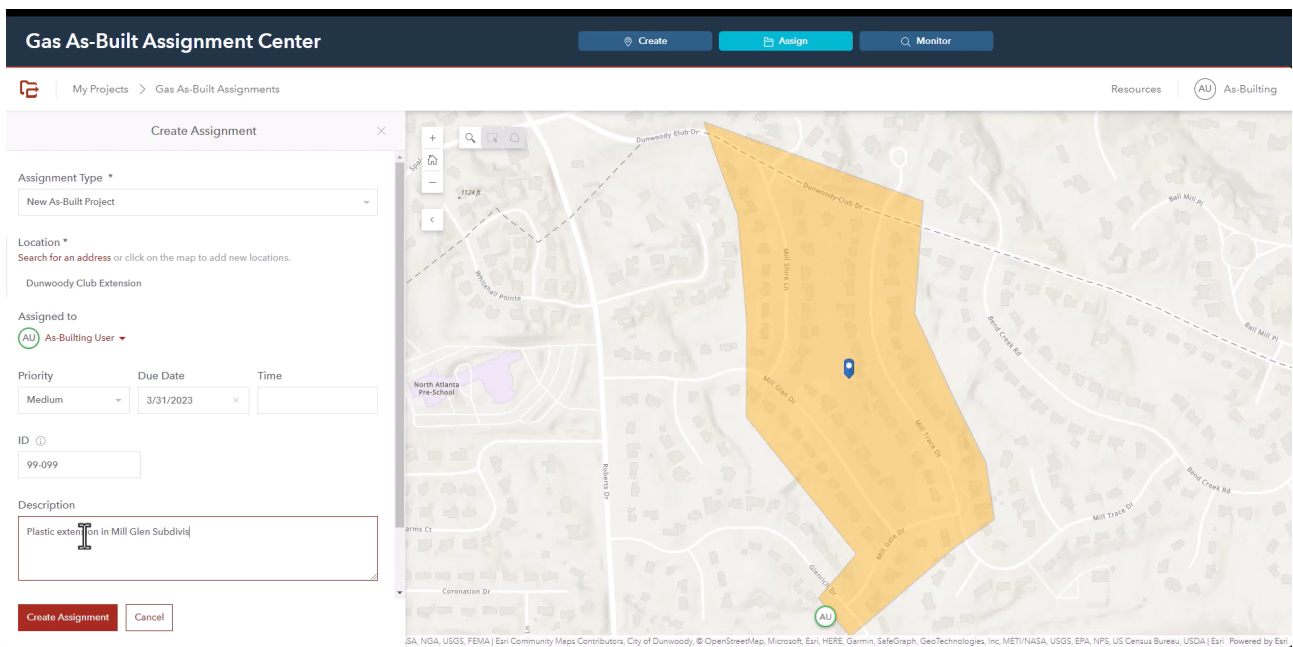 Gas As-Built Assignment Center
Create
Assign
Monitor
My Projects > Gas As-Built Assignments
Resources
AU
As-Builting
Create Assignment
Assignment Type *
New As-Built Project
Location *
Search for an address or click on the map to add new locations.
Dunwoody Club Extension
Assigned to
AU As-Builting User
Priority Due Date Time
Medium 3/31/2023
ID
99-099
Description
Plastic extension in Mill Glen Subdivis
Create Assignment Cancel
Dunwoody Club Dr
1124 ft
Dunwoody Club Dr
Ball Mill Pl
Mill Shire Ln
Whitehall Pointe
Bend Creek Rd
Ball Mill Pl
North Atlanta
Pre-School
Mill Glen Dr
Mill Trace Dr
Roberts Dr
Bend Creek Rd
Mill Trace Dr
arms Ct
Mill Gate Dr
Glenrich Dr
Coronation Dr
AU
SA, NGA, USGS, FEMA | Esri Community Maps Contributors, City of Dunwoody, © OpenStreetMap, Microsoft, Esri, HERE, Garmin, SafeGraph, GeoTechnologies, Inc, METI/NASA, USGS, EPA, NPS, US Census Bureau, USDA | Esri Powered by Esri